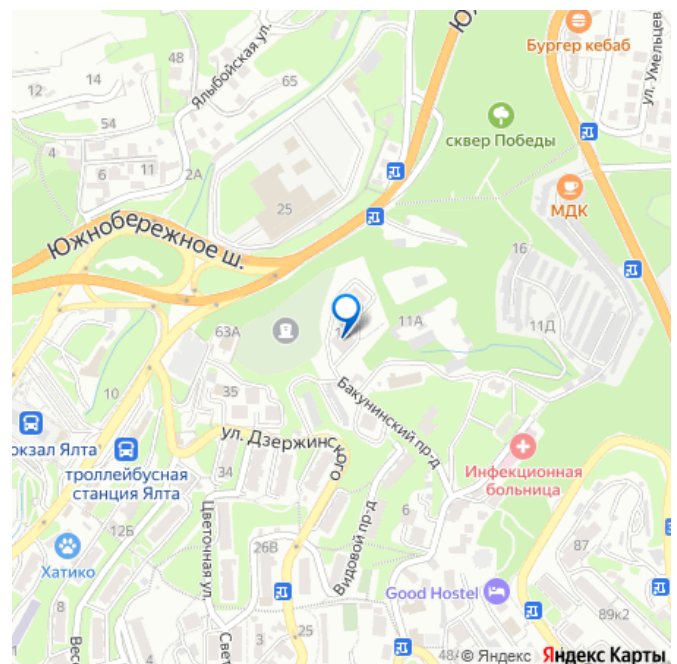 Бургер кебаб
ул. Умельцев
Ялыбойская ул.
48
14
12
65
54
4
11
6
2А
25
сквер Победы
МДК
Южнобережное ш.
16
11А
11Д
63А
35
10
Бакунинский пр-д
вокзал Ялта
ул. Дзержинского
троллейбусная
станция Ялта
34
Инфекционная
больница
12Б
Цветочная ул.
Видовой пр-д
6
26В
87
Хатико
Good Hostel
8
3
25
89к2
48А
© Яндекс Яндекс Карты